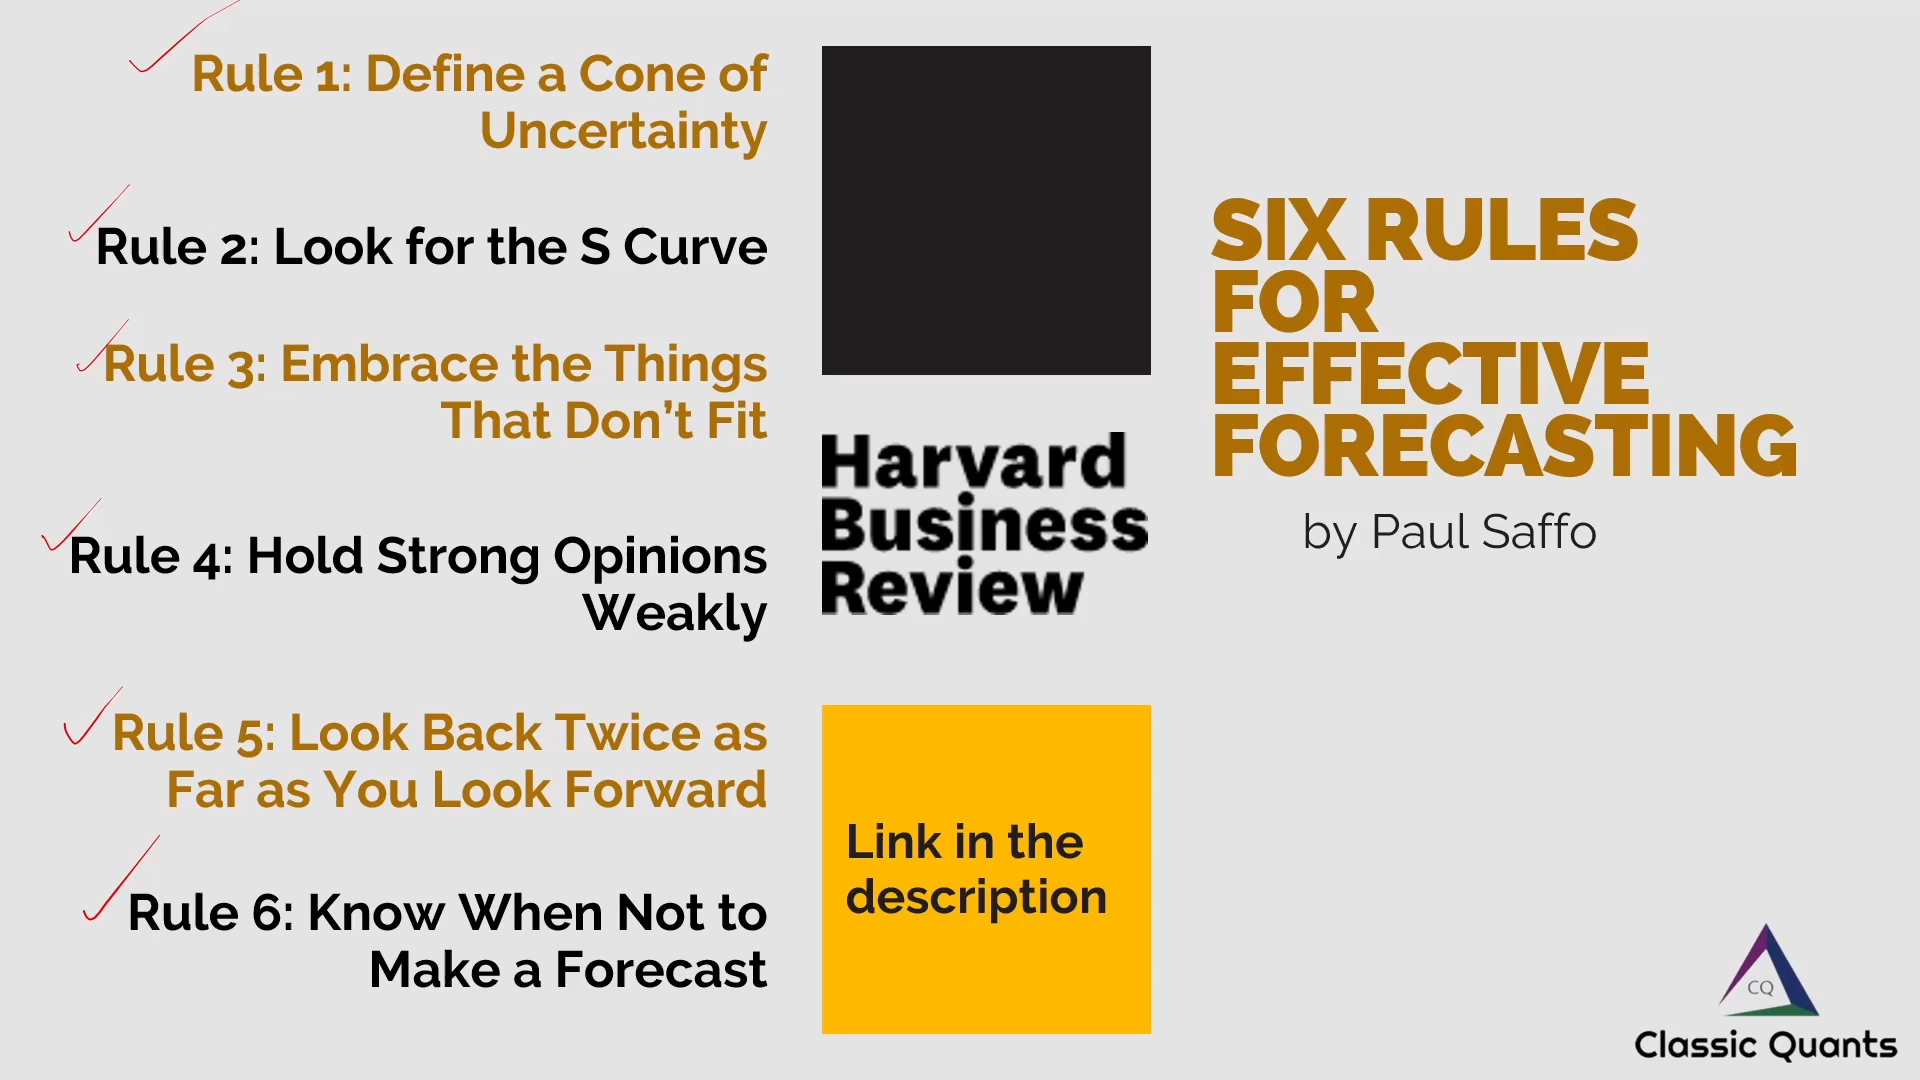 Rule 1: Define a Cone of
Uncertainty
Rule 2: Look for the S Curve
Rule 3: Embrace the Things
That Don’t Fit
Rule 4: Hold Strong Opinions
Weakly
Rule 5: Look Back Twice as
Far as You Look Forward
Rule 6: Know When Not to
Make a Forecast
Harvard
Business
Review
Link in the
description
SIX RULES
FOR
EFFECTIVE
FORECASTING
by Paul Saffo
CQ
Classic Quants